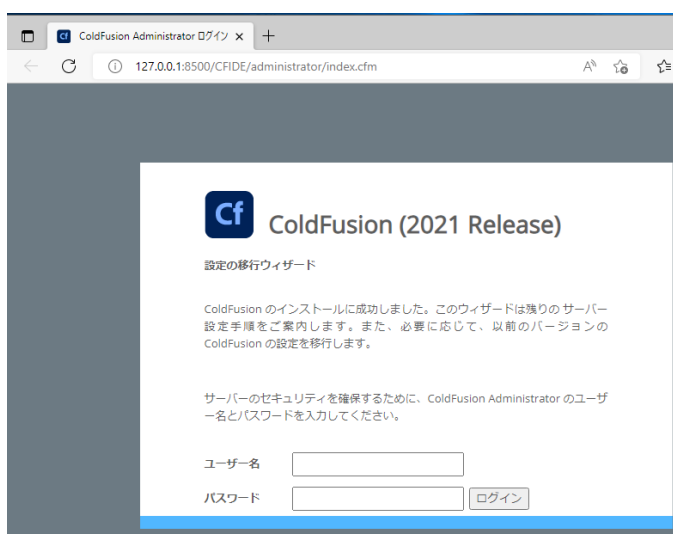 ColdFusion Administrator ログイン
127.0.0.1:8500/CFIDE/administrator/index.cfm
Cf
ColdFusion (2021 Release)
設定の移行ウィザード
ColdFusion のインストールに成功しました。このウィザードは残りの サーバー
設定手順をご案内します。また、必要に応じて、以前のバージョンの
ColdFusion の設定を移行します。
サーバーのセキュリティを確保するために、ColdFusion Administrator のユーザ
ー名とパスワードを入力してください。
ユーザー名
パスワード ログイン